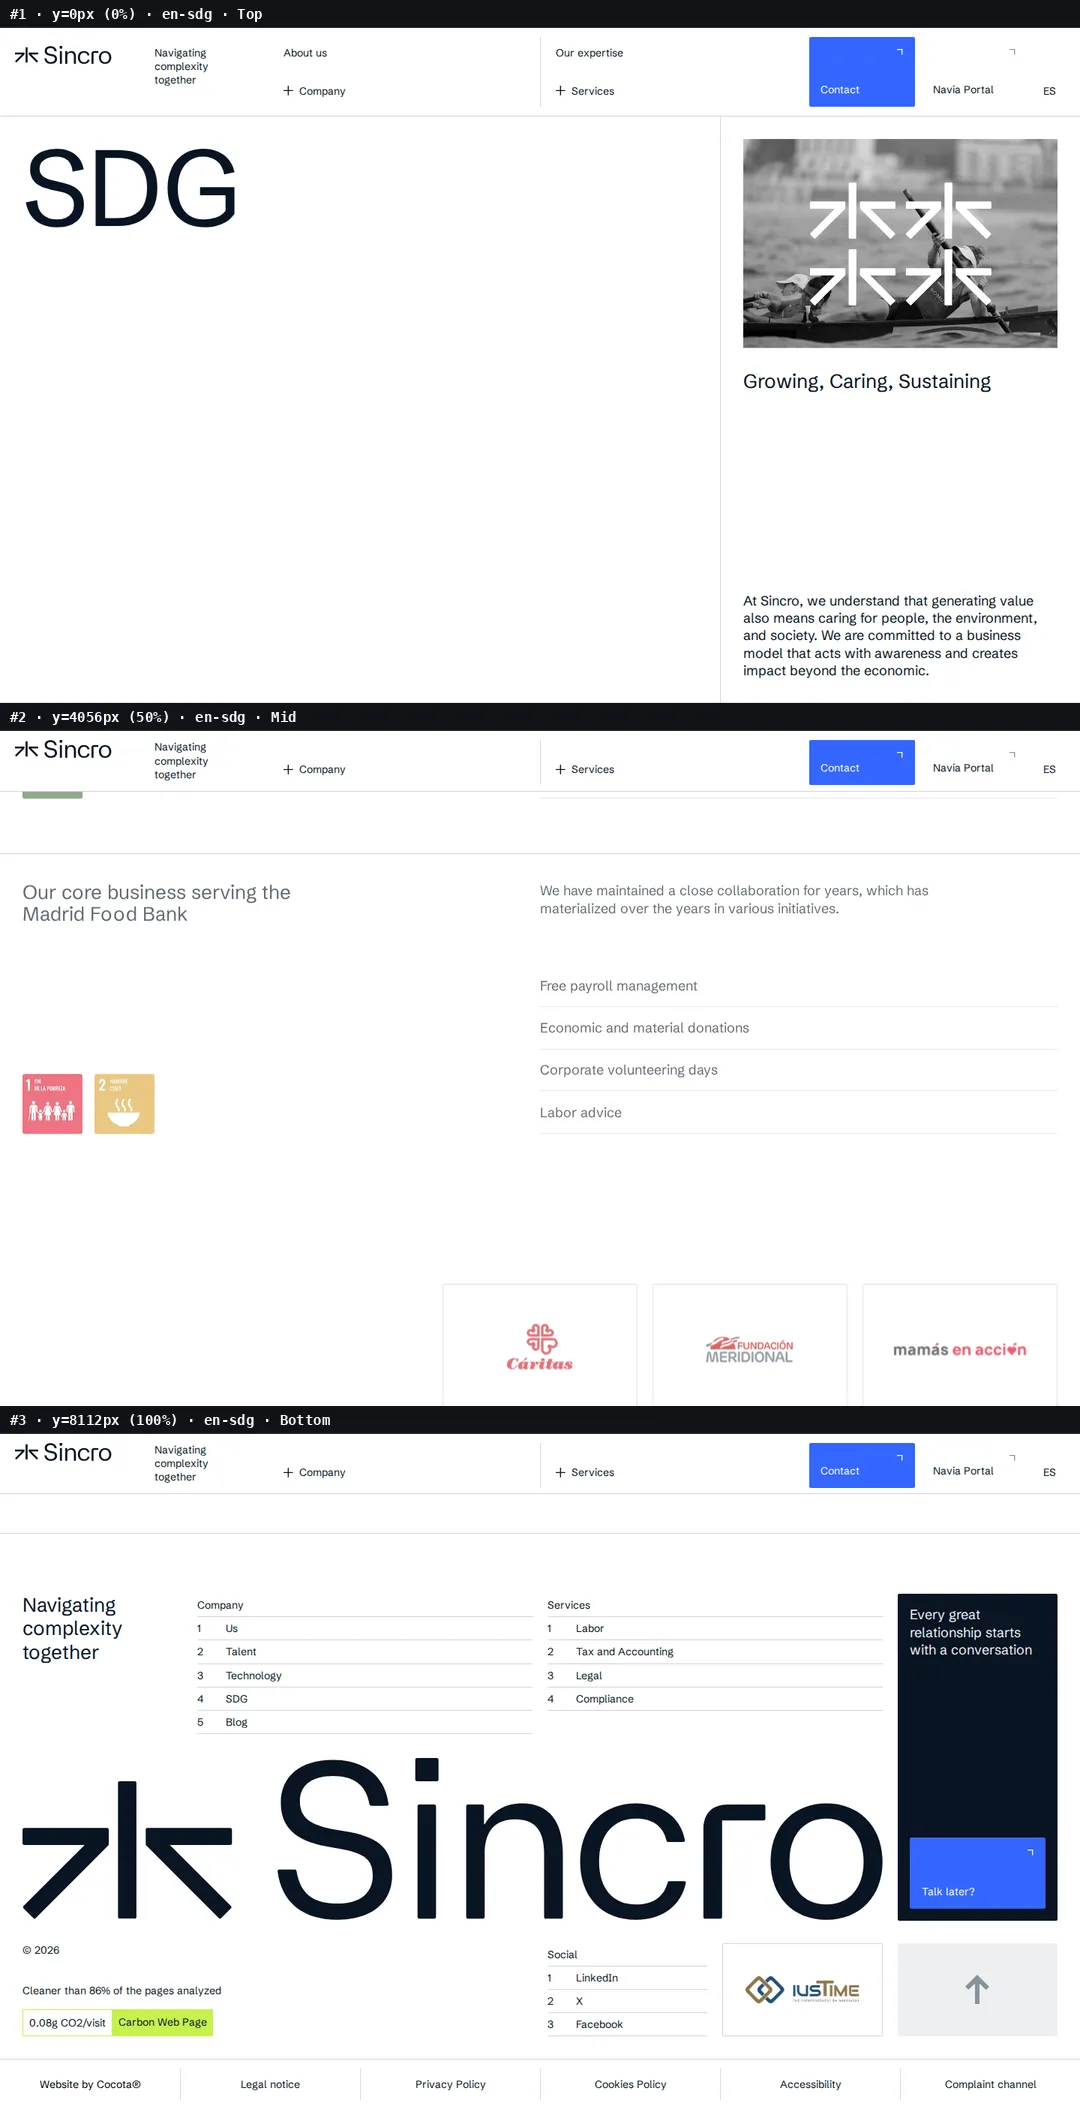 #1 · y=0px (0%) · en-sdg · Top
Sincro
Navigating
complexity
together
About us
Company
Our expertise
Services
Contact
Navia Portal
ES
SDG
Growing, Caring, Sustaining
At Sincro, we understand that generating value
also means caring for people, the environment,
and society. We are committed to a business
model that acts with awareness and creates
impact beyond the economic.
#2 · y=4056px (50%) · en-sdg · Mid
Sincro
Navigating
complexity
together
Company
Services
Contact
Navia Portal
ES
Our core business serving the
Madrid Food Bank
We have maintained a close collaboration for years, which has
materialized over the years in various initiatives.
Free payroll management
Economic and material donations
Corporate volunteering days
Labor advice
1 FIN
DE LA POBREZA
2 HAMBRE
CERO
Cáritas
FUNDACIÓN
MERIDIONAL
mamás en acción
#3 · y=8112px (100%) · en-sdg · Bottom
Sincro
Navigating
complexity
together
Company
Services
Contact
Navia Portal
ES
Navigating
complexity
together
Company
1 Us
2 Talent
3 Technology
4 SDG
5 Blog
Services
1 Labor
2 Tax and Accounting
3 Legal
4 Compliance
Every great
relationship starts
with a conversation
Talk later?
Sincro
© 2026
Cleaner than 86% of the pages analyzed
0.08g CO2/visit
Carbon Web Page
Social
1 LinkedIn
2 X
3 Facebook
IUSTIME
Website by Cocota®
Legal notice
Privacy Policy
Cookies Policy
Accessibility
Complaint channel